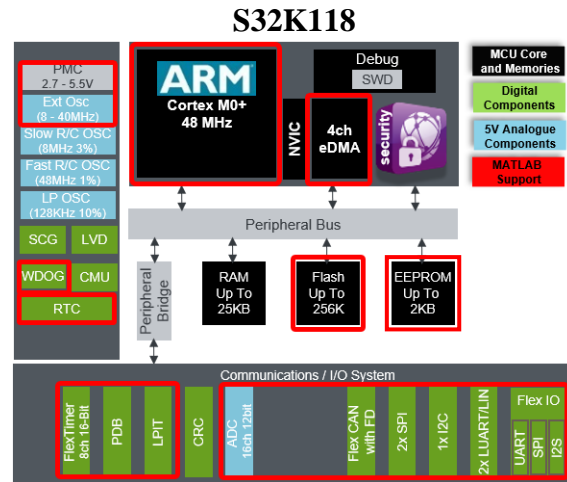 S32K118
PMC
2.7 - 5.5V
Ext Osc
(8 - 40MHz)
Slow R/C OSC
(8MHz 3%)
Fast R/C OSC
(48MHz 1%)
LP OSC
(128KHz 10%)
SCG
LVD
WDOG
CMU
RTC
ARM
Cortex M0+
48 MHz
NVIC
4ch
eDMA
Debug
SWD
security
MCU Core
and Memories
Digital
Components
5V Analogue
Components
MATLAB
Support
Peripheral Bus
Peripheral
Bridge
RAM
Up To
25KB
Flash
Up To
256K
EEPROM
Up To
2KB
Communications / I/O System
FlexTimer
8ch 16-Bit
PDB
LPIT
CRC
ADC
16ch 12bit
Flex CAN
with FD
2x SPI
1x I2C
2x LUART/LIN
Flex IO
UART
SPI
I2S